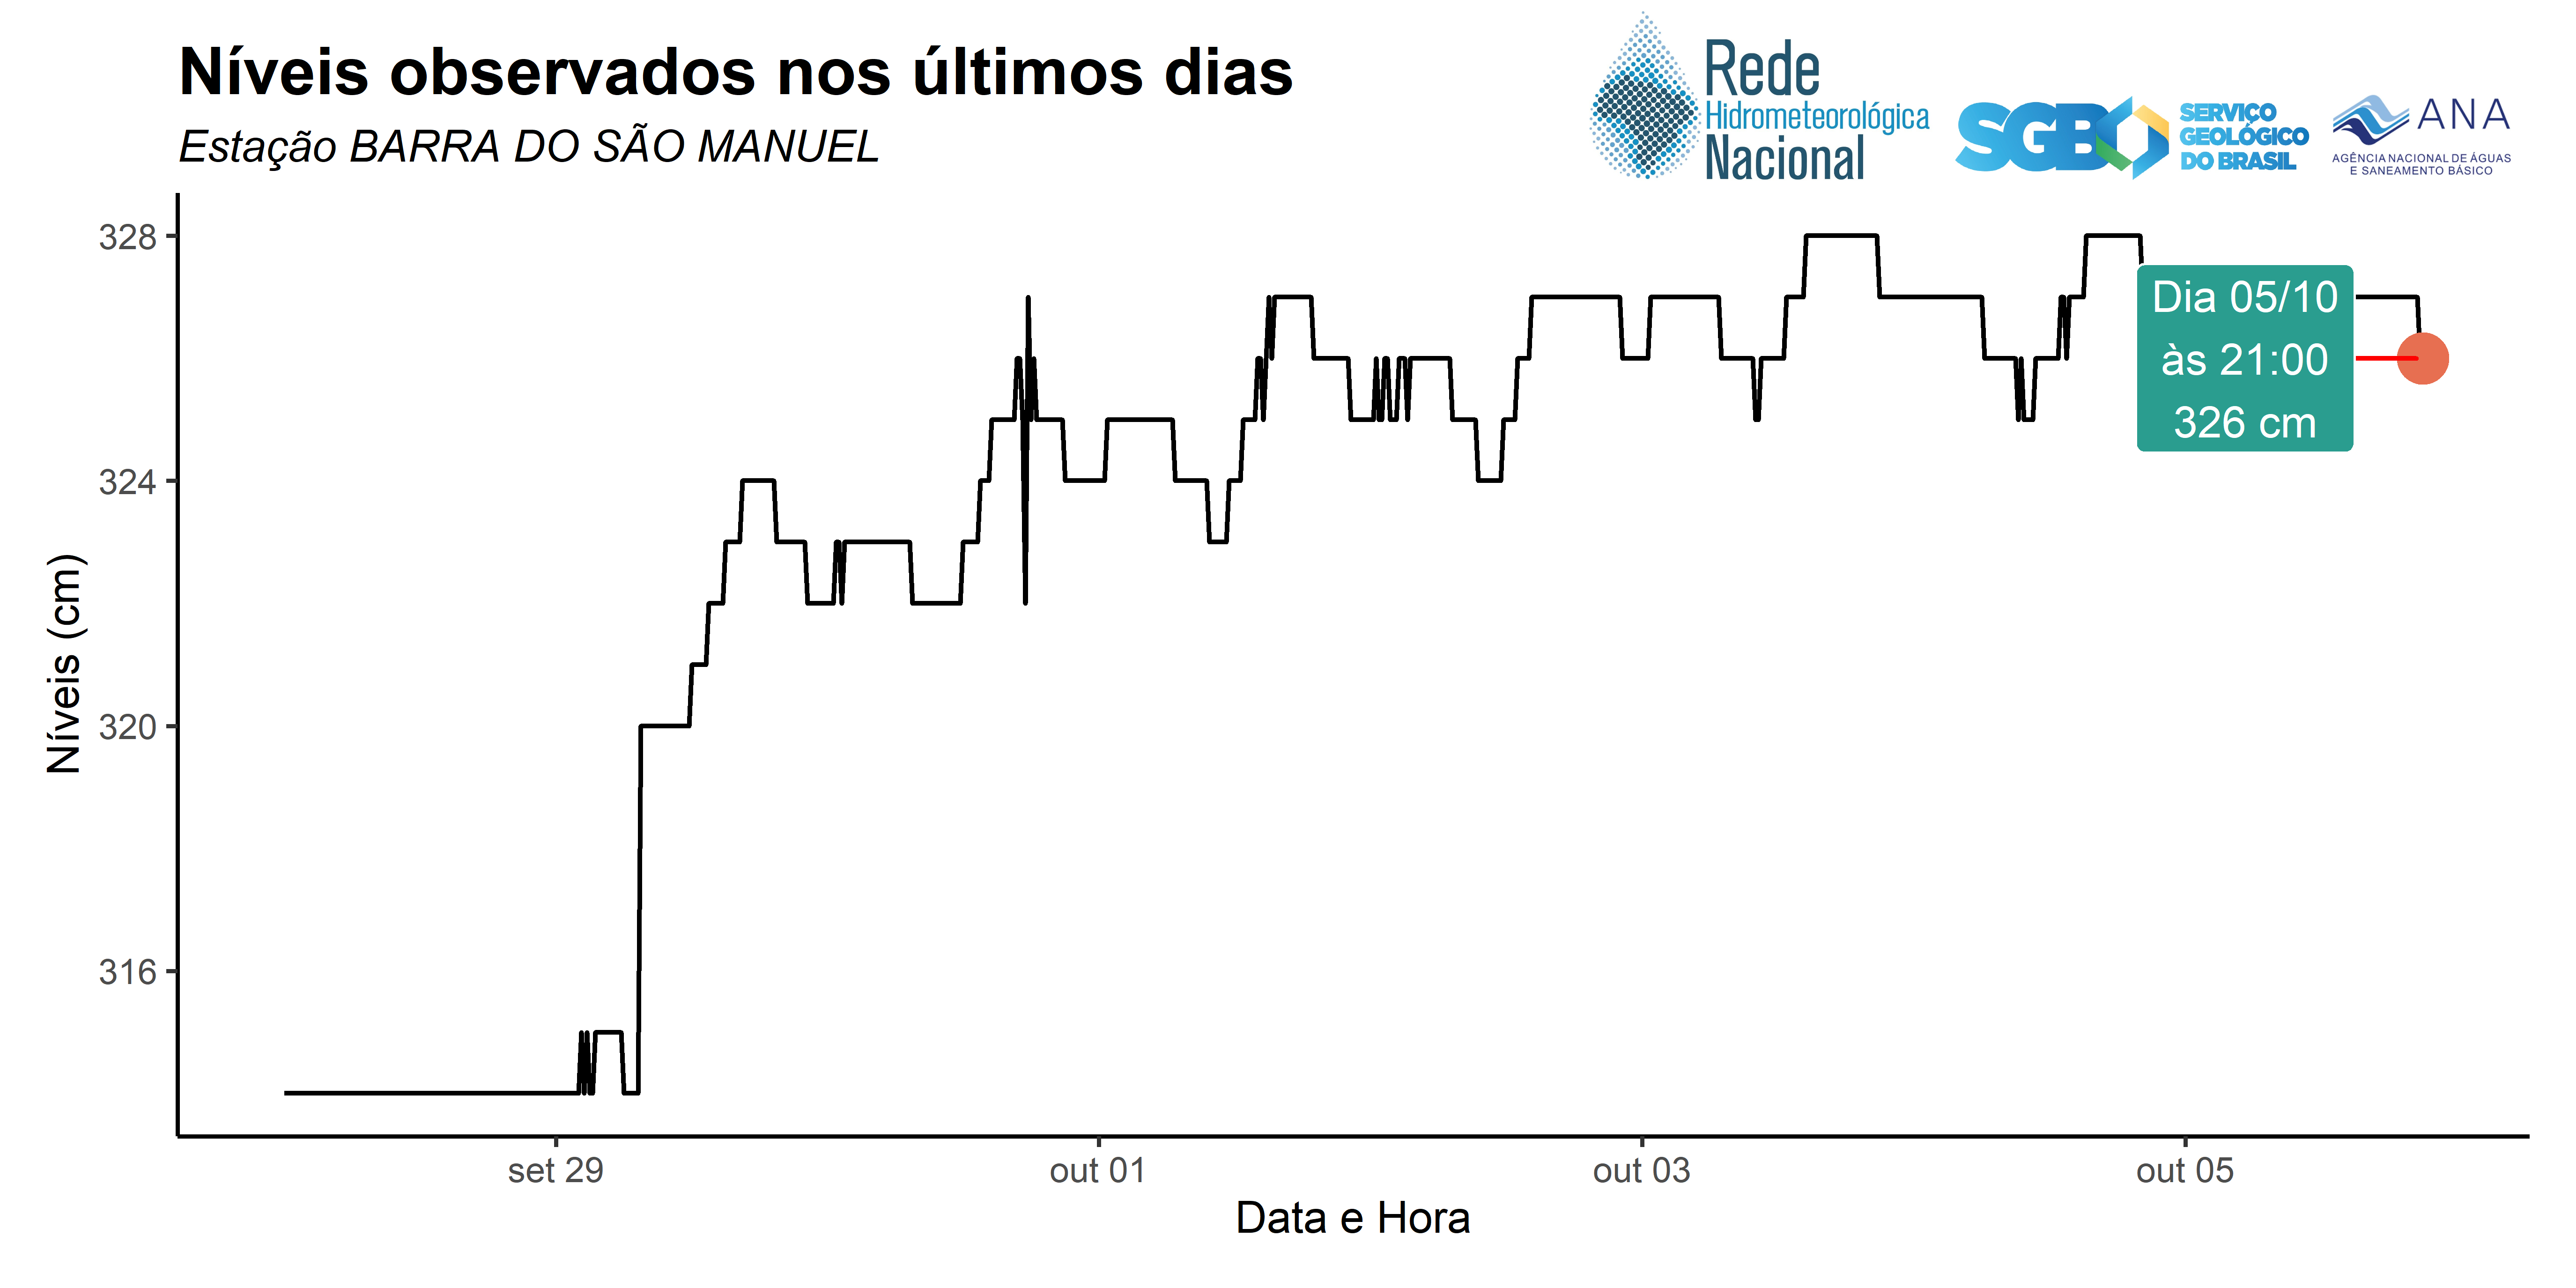 Níveis observados nos últimos dias
Estação BARRA DO SÃO MANUEL
Rede
Hidrometeorológica
Nacional
SGB
SERVIÇO
GEOLÓGICO
DO BRASIL
ANA
AGÊNCIA NACIONAL DE ÁGUAS
E SANEAMENTO BÁSICO
Níveis (cm)
328
324
320
316
Dia 05/10
às 21:00
326 cm
set 29
out 01
out 03
out 05
Data e Hora